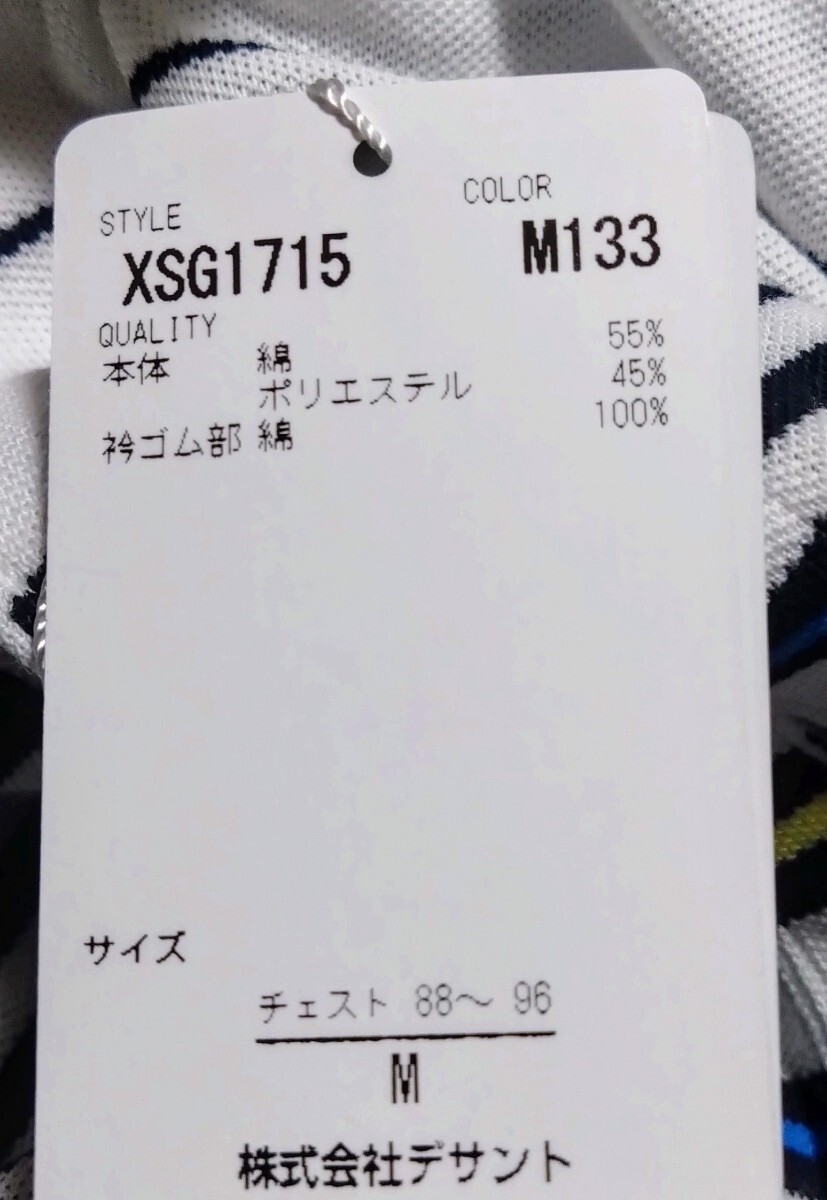 STYLE COLOR
XSG1715 M133
QUALITY
本体 綿 55%
ポリエステル 45%
衿ゴム部 綿 100%
サイズ
チェスト 88～ 96
M
株式会社デサント